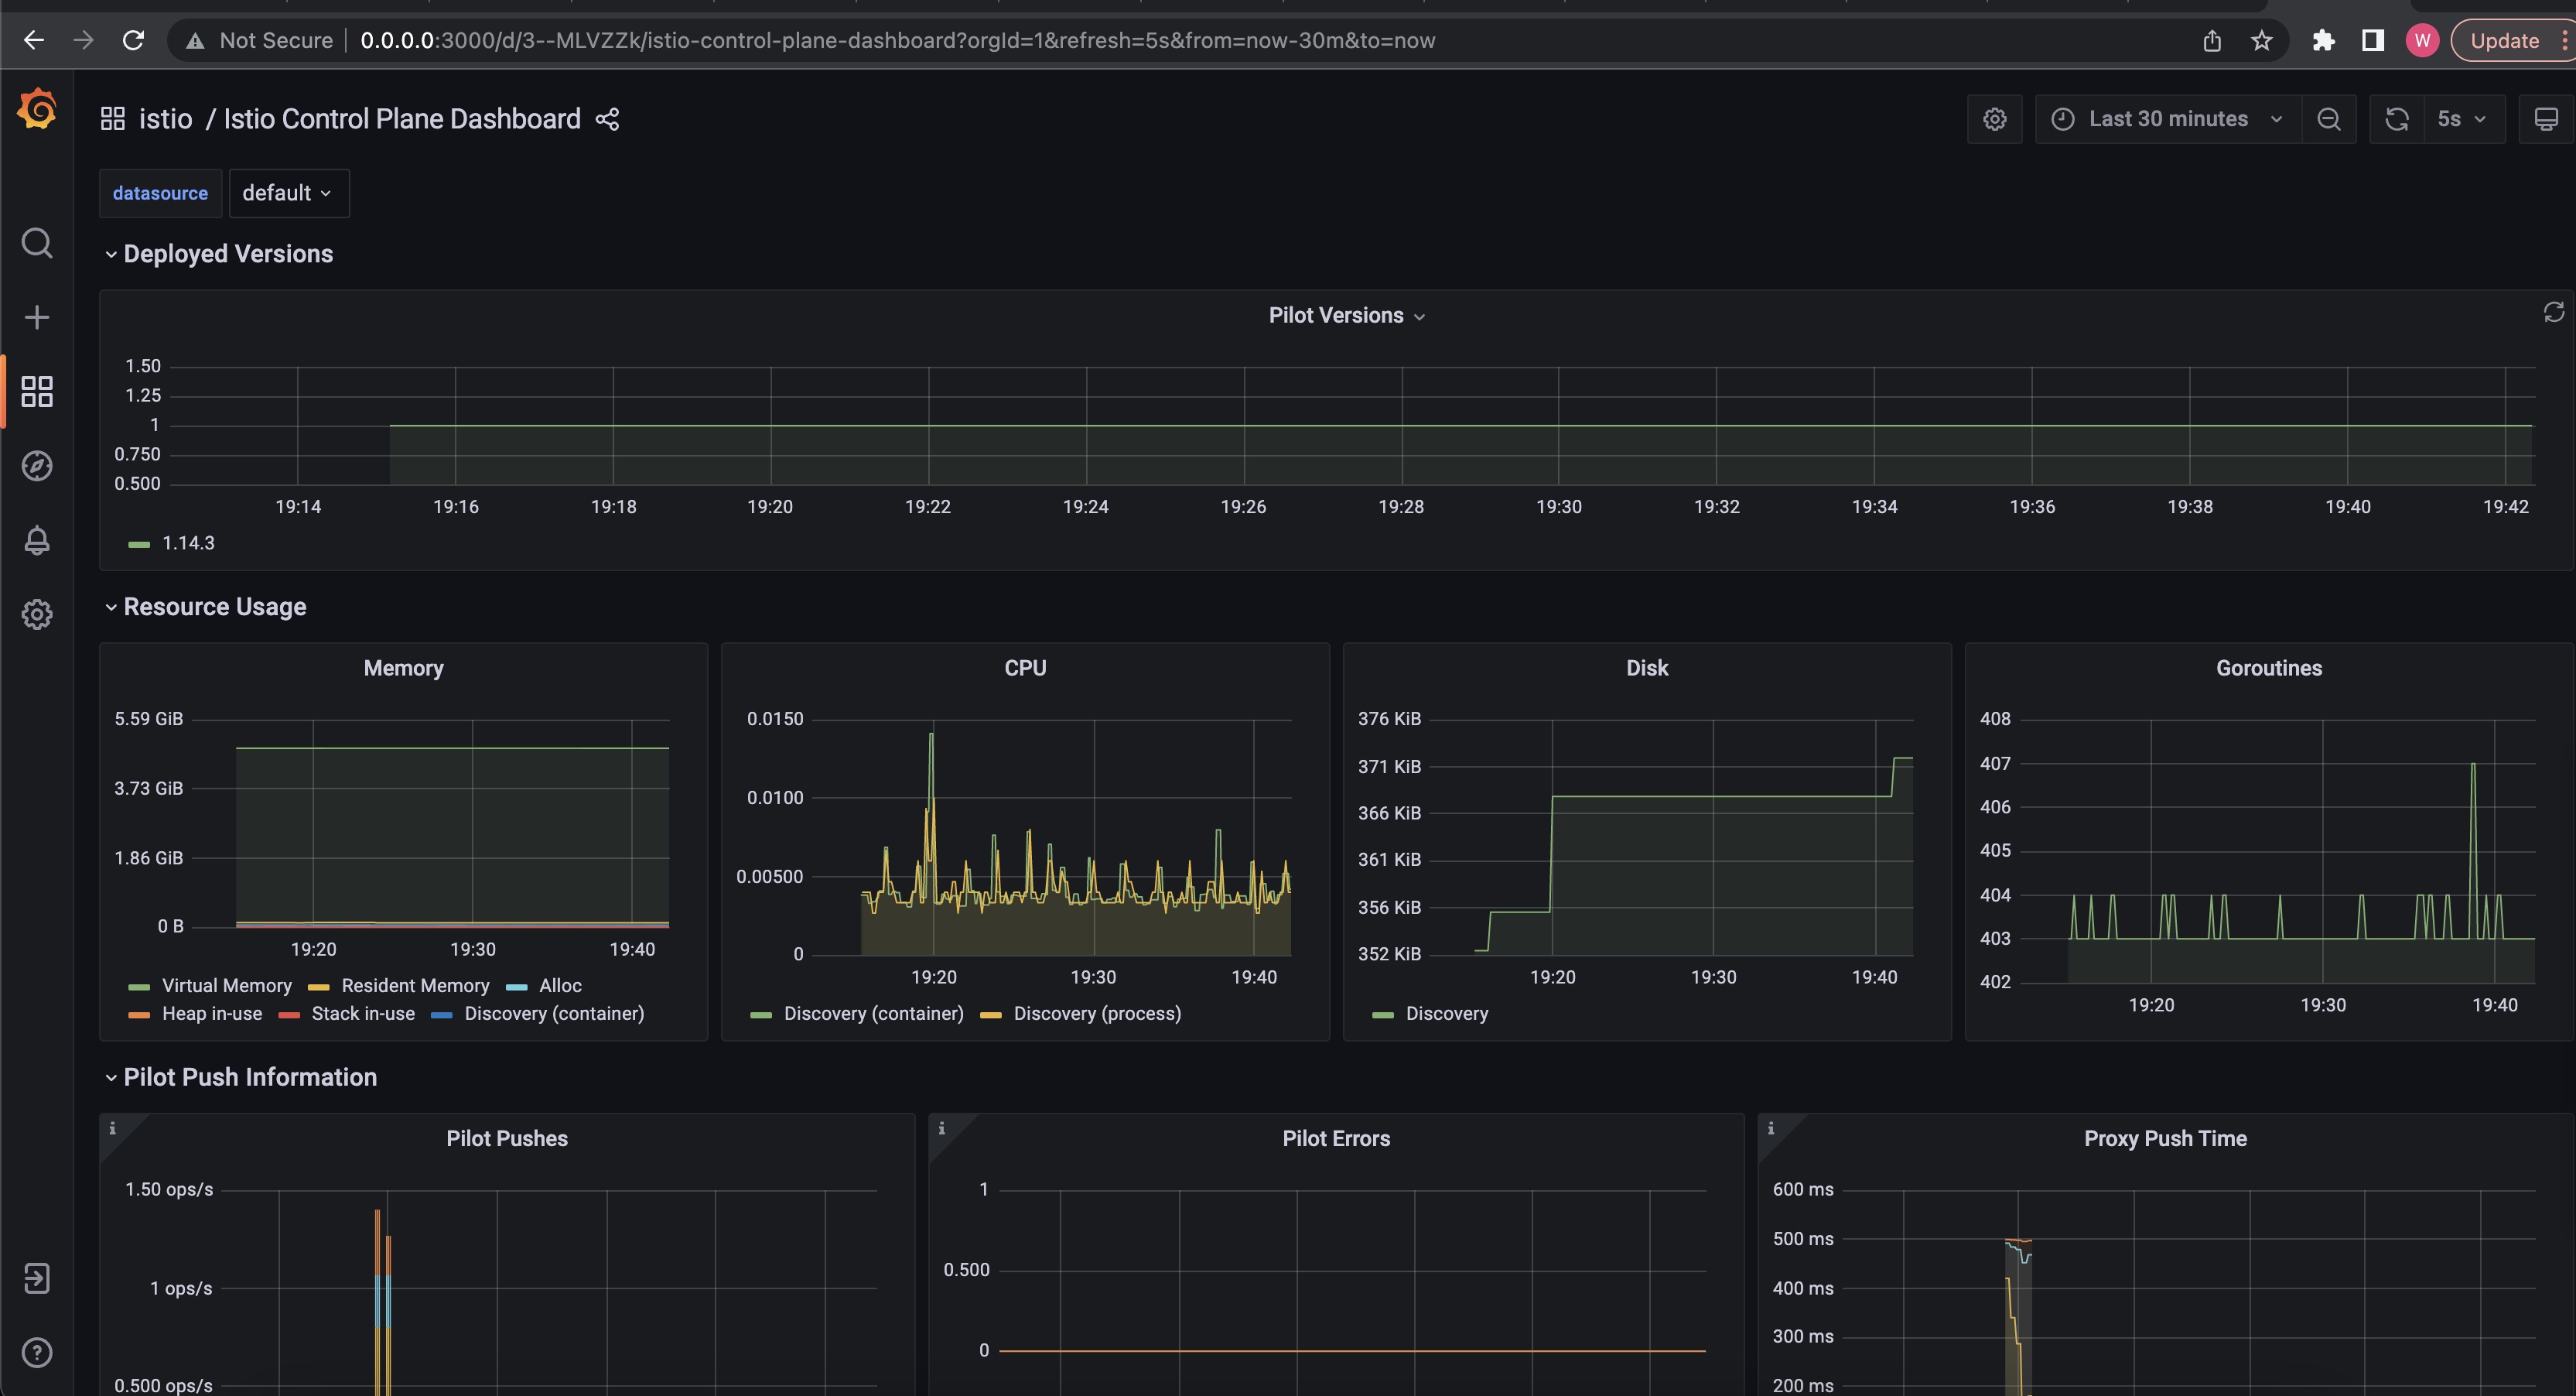 Not Secure 0.0.0.0:3000/d/3--MLVZZk/istio-control-plane-dashboard?orgId=1&refresh=5s&from=now-30m&to=now W Update
istio / Istio Control Plane Dashboard Last 30 minutes 5s
datasource default
Deployed Versions
Pilot Versions
1.50
1.25
1
0.750
0.500
19:14 19:16 19:18 19:20 19:22 19:24 19:26 19:28 19:30 19:32 19:34 19:36 19:38 19:40 19:42
1.14.3
Resource Usage
Memory
5.59 GiB
3.73 GiB
1.86 GiB
0 B
19:20 19:30 19:40
Virtual Memory Resident Memory Alloc
Heap in-use Stack in-use Discovery (container)
CPU
0.0150
0.0100
0.00500
0
19:20 19:30 19:40
Discovery (container) Discovery (process)
Disk
376 KiB
371 KiB
366 KiB
361 KiB
356 KiB
352 KiB
19:20 19:30 19:40
Discovery
Goroutines
408
407
406
405
404
403
402
19:20 19:30 19:40
Pilot Push Information
Pilot Pushes
1.50 ops/s
1 ops/s
0.500 ops/s
Pilot Errors
1
0.500
0
Proxy Push Time
600 ms
500 ms
400 ms
300 ms
200 ms